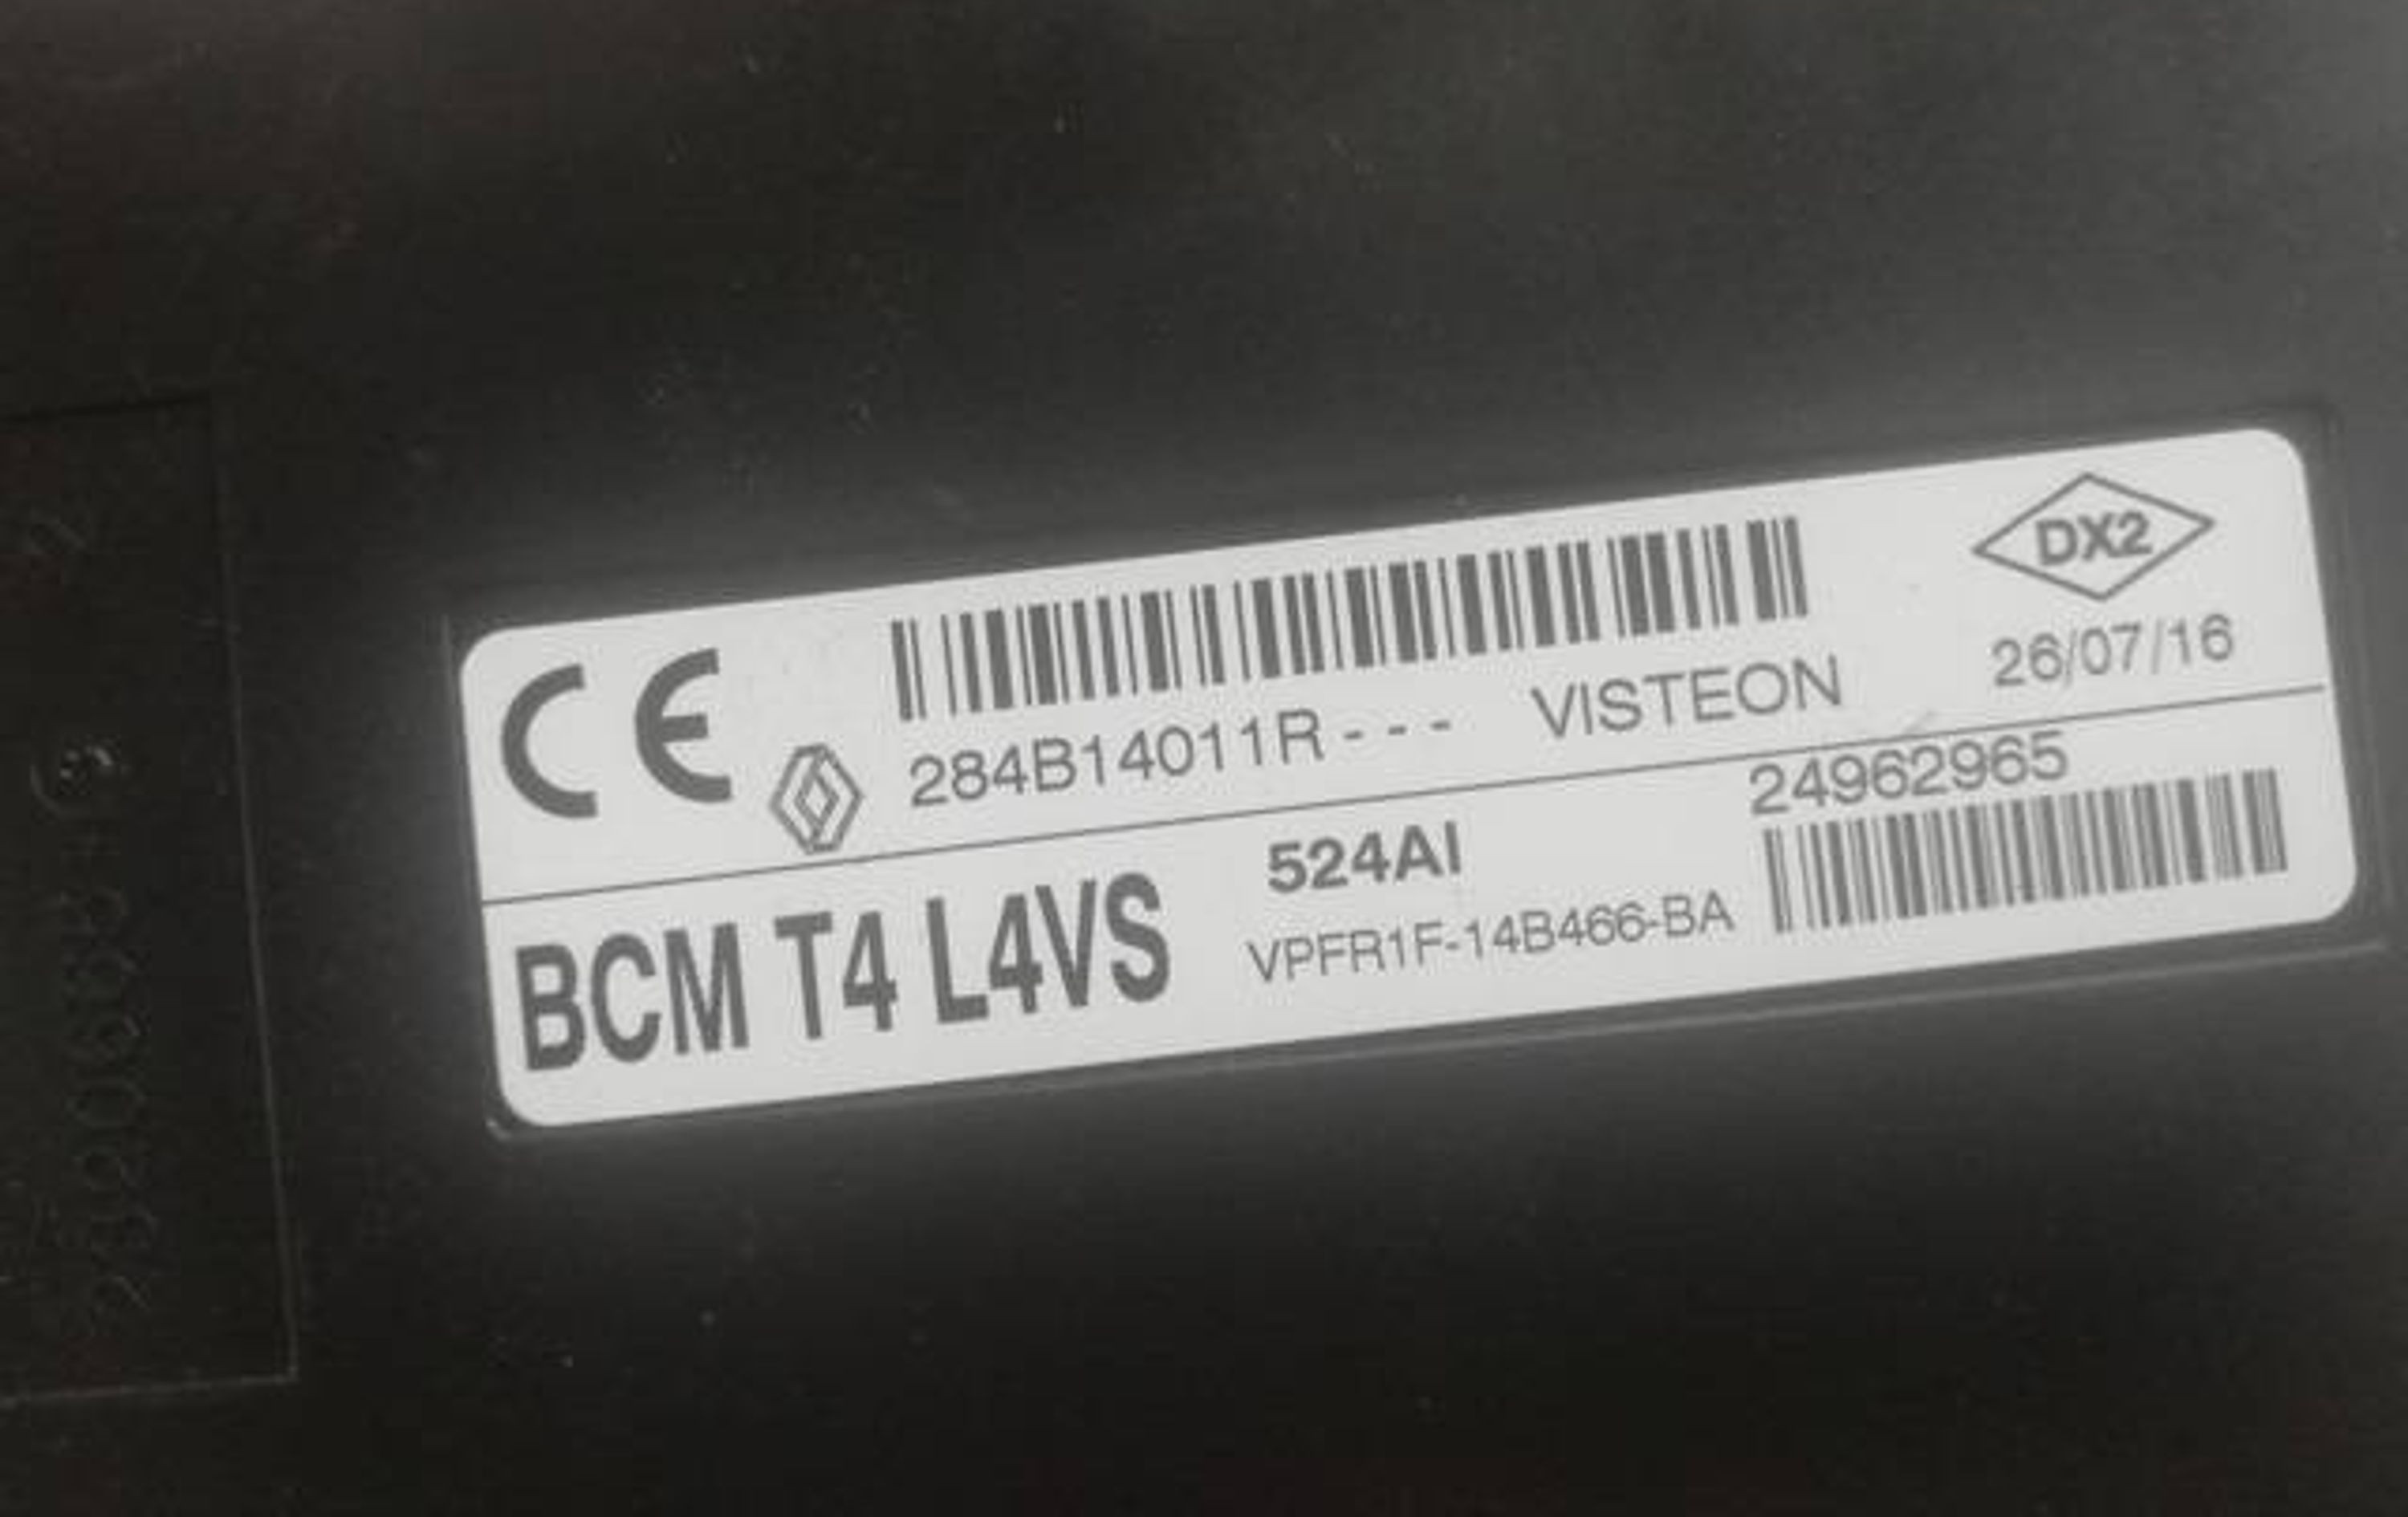 CE
284B14011R--- VISTEON
DX2
26/07/16
BCM T4 L4VS
524AI
VPFR1F-14B466-BA
24962965